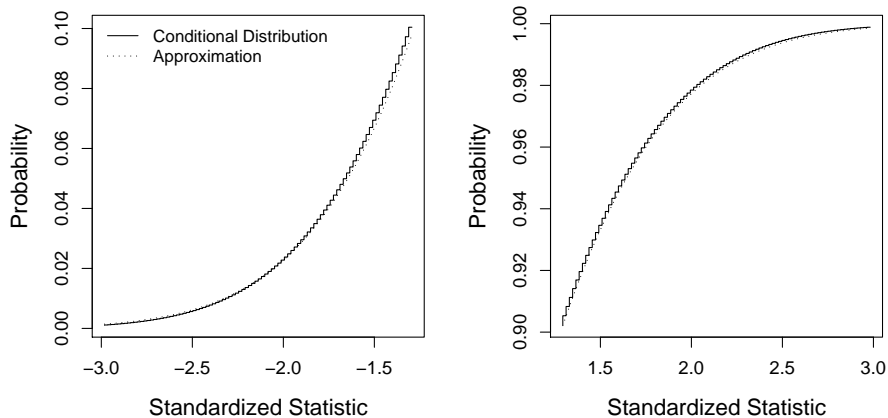 Conditional Distribution
Approximation
Probability
0.00
0.02
0.04
0.06
0.08
0.10
−3.0 −2.5 −2.0 −1.5
Standardized Statistic
Probability
0.90
0.92
0.94
0.96
0.98
1.00
1.5 2.0 2.5 3.0
Standardized Statistic